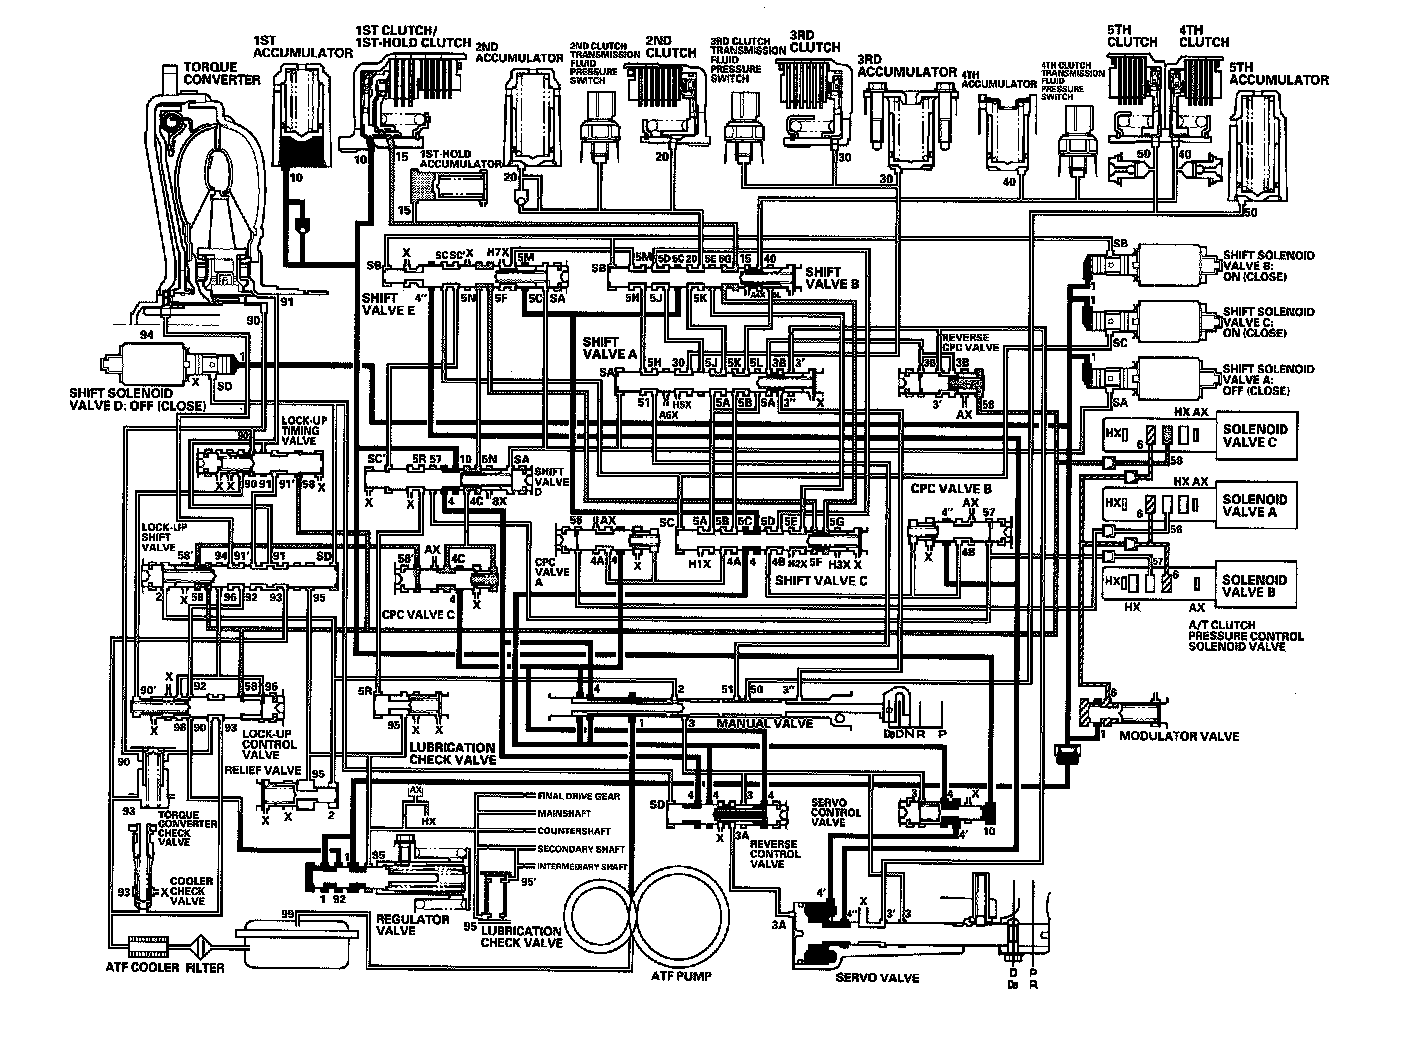 1ST
ACCUMULATOR
1ST CLUTCH/
1ST-HOLD CLUTCH
2ND
ACCUMULATOR
2ND CLUTCH
TRANSMISSION
FLUID
PRESSURE
SWITCH
2ND
CLUTCH
3RD CLUTCH
TRANSMISSION
FLUID
PRESSURE
SWITCH
3RD
CLUTCH
3RD
ACCUMULATOR
4TH
ACCUMULATOR
4TH CLUTCH
TRANSMISSION
FLUID
PRESSURE
SWITCH
5TH
CLUTCH
4TH
CLUTCH
5TH
ACCUMULATOR
TORQUE
CONVERTER
1ST-HOLD
ACCUMULATOR
10
10
15
15
20
20
30
30
40
50
40
50
91
90
94
SHIFT SOLENOID
VALVE D: OFF (CLOSE)
X
SD
1
SB
X
5C
5C'
X
H7X
5M
SHIFT
VALVE E
4"
5N
5F
5C
SA
SB
5M
5D
5C
20
5E
5G
15
40
SHIFT
VALVE B
5H
5J
5K
5L
SHIFT
VALVE A
SA
5H
30
5J
5K
5L
3B
3'
51
A6X
H5X
5A
5B
5A
3"
X
REVERSE
CPC VALVE
3B
3B
3'
AX
56
SB
SHIFT SOLENOID
VALVE B:
ON (CLOSE)
SC
SHIFT SOLENOID
VALVE C:
ON (CLOSE)
SA
SHIFT SOLENOID
VALVE A:
OFF (CLOSE)
HX AX
HX
6
58
SOLENOID
VALVE C
HX AX
HX
6
56
SOLENOID
VALVE A
HX
57
6
HX
AX
SOLENOID
VALVE B
A/T CLUTCH
PRESSURE CONTROL
SOLENOID VALVE
LOCK-UP
TIMING
VALVE
90
X X
90 91
91'
58
X
SC
5R
57
10
5N
SA
SHIFT
VALVE
D
X
X
4
4C
8X
X
LOCK-UP
SHIFT
VALVE
58'
94
91'
91
SD
2
X
58
96
92
93
95
58'
AX
4C
CPC VALVE C
X
56
AX
CPC
VALVE
A
4A
4
X
SC
5A
5B
5C
5D
5E
5G
H1X
4A
4
4B
H2X
5F
H3X X
SHIFT VALVE C
CPC VALVE B
4"
AX
57
X
4B
90'
X
92
58
96
X
98
90
93
X
LOCK-UP
CONTROL
VALVE
5R
95
X
LUBRICATION
CHECK VALVE
4
2
51
50
3"
1
3
MANUAL VALVE
D₃DNR P
6
1
MODULATOR VALVE
90
93
TORQUE
CONVERTER
CHECK
VALVE
RELIEF VALVE
95
X
X
2
93
X
COOLER
CHECK
VALVE
AX
HX
FINAL DRIVE GEAR
MAINSHAFT
COUNTERSHAFT
SECONDARY SHAFT
INTERMEDIARY SHAFT
95'
95
LUBRICATION
CHECK VALVE
1
95
1
92
REGULATOR
VALVE
99
ATF COOLER
FILTER
ATF PUMP
SD
4
4
3
4
X
3A
X
REVERSE
CONTROL
VALVE
SERVO
CONTROL
VALVE
3
4
X
4'
10
4'
4"
X
3'
3
3A
SERVO VALVE
D
D₃
P
R